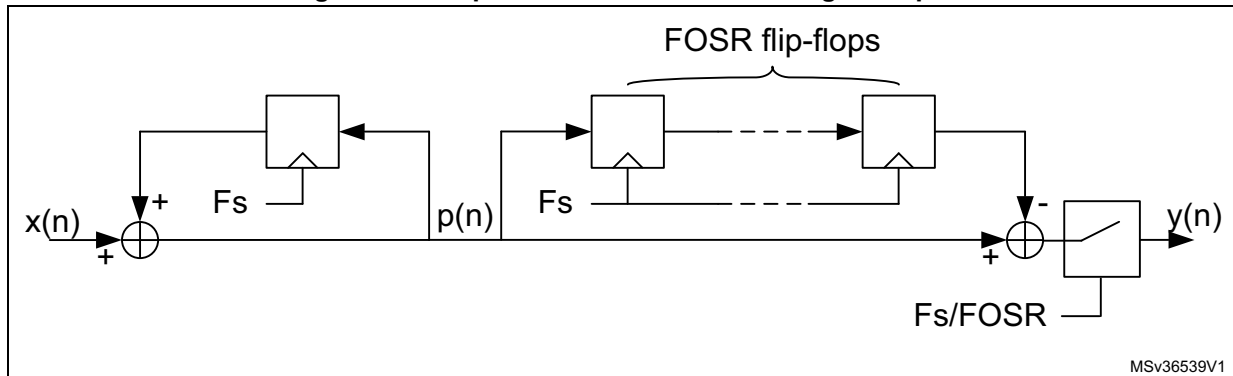 FOSR flip-flops
+
Fs
p(n)
Fs
-
x(n)
+
+
y(n)
Fs/FOSR
MSv36539V1